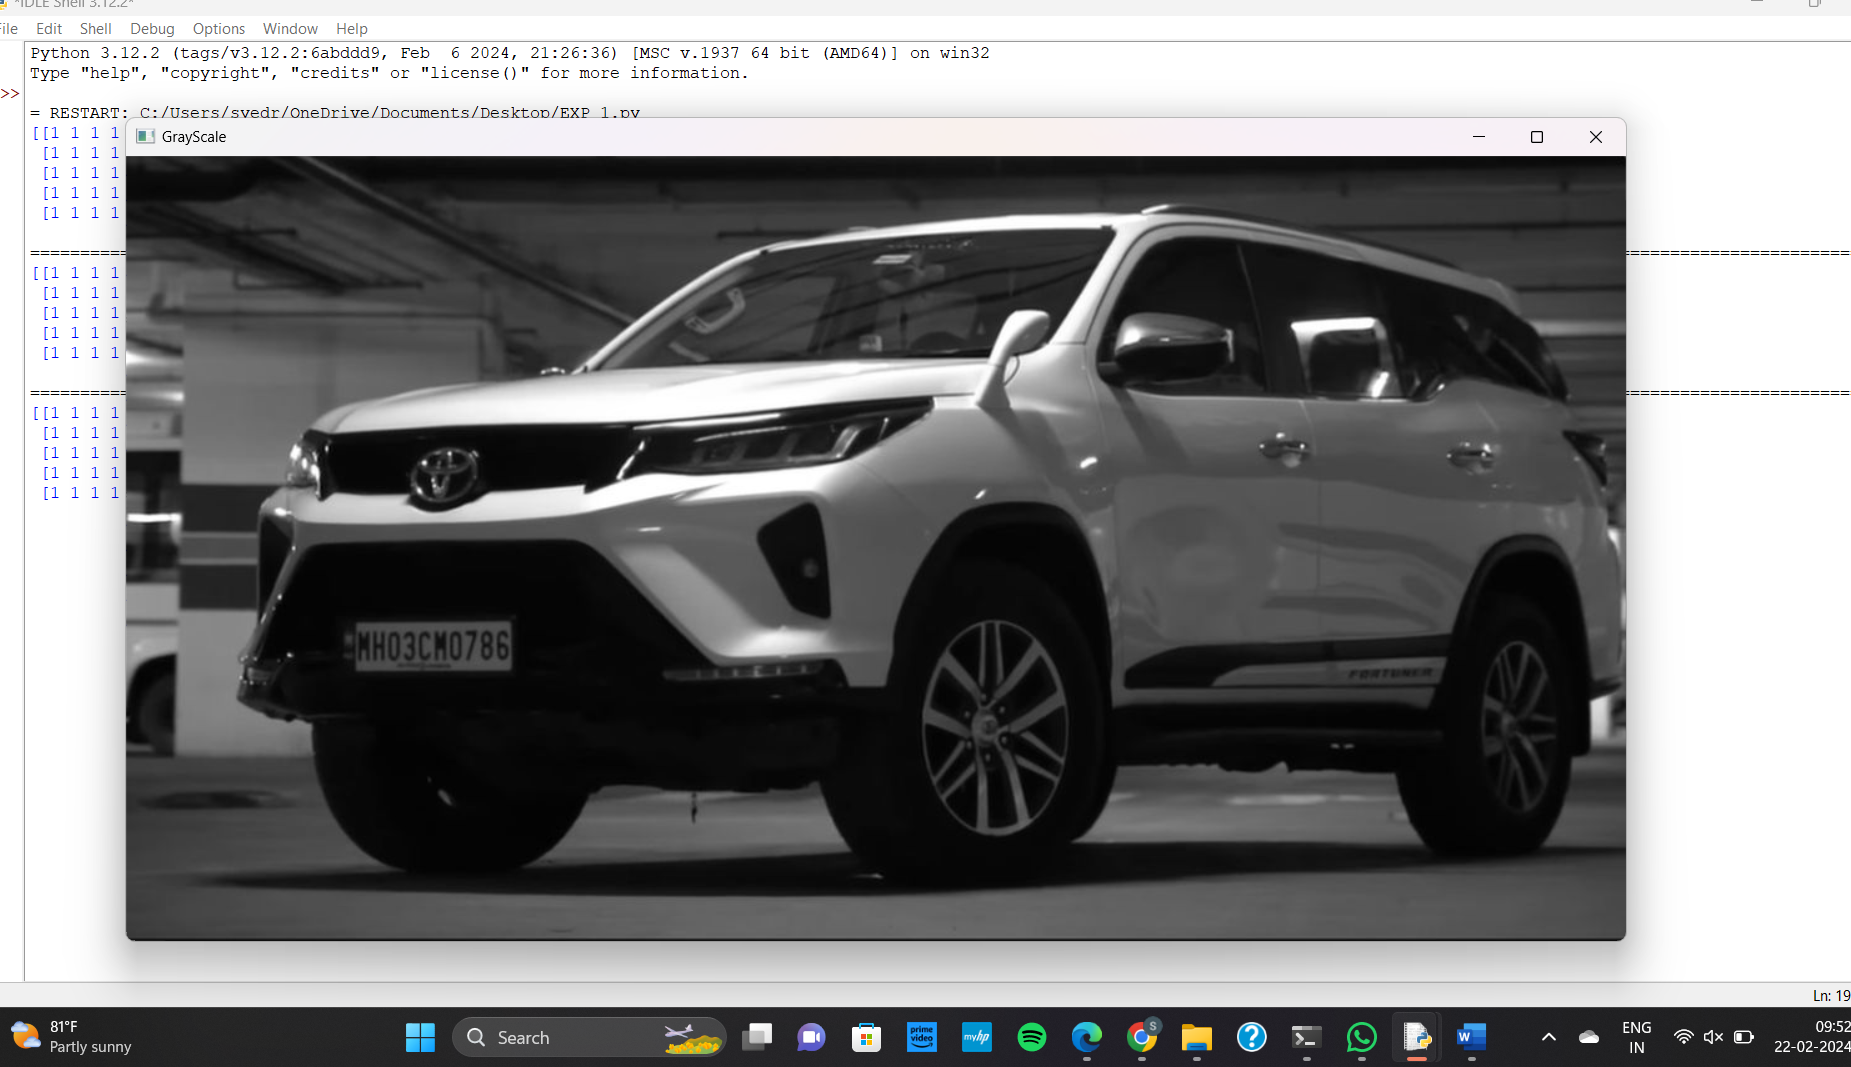 *IDLE Shell 3.12.2*
File Edit Shell Debug Options Window Help
Python 3.12.2 (tags/v3.12.2:6abddd9, Feb  6 2024, 21:26:36) [MSC v.1937 64 bit (AMD64)] on win32
Type "help", "copyright", "credits" or "license()" for more information.
>>
= RESTART: C:/Users/syedr/OneDrive/Documents/Desktop/EXP 1.py
GrayScale
[[1 1 1 1
[1 1 1 1
[1 1 1 1
[1 1 1 1
[1 1 1 1
[[1 1 1 1
[1 1 1 1
[1 1 1 1
[1 1 1 1
[1 1 1 1
[[1 1 1 1
[1 1 1 1
[1 1 1 1
[1 1 1 1
[1 1 1 1
MH03CM0786
FORTUNER
Ln: 19
81°F
Partly sunny
Search
prime video
myhp
S
W
ENG
IN
09:52
22-02-2024